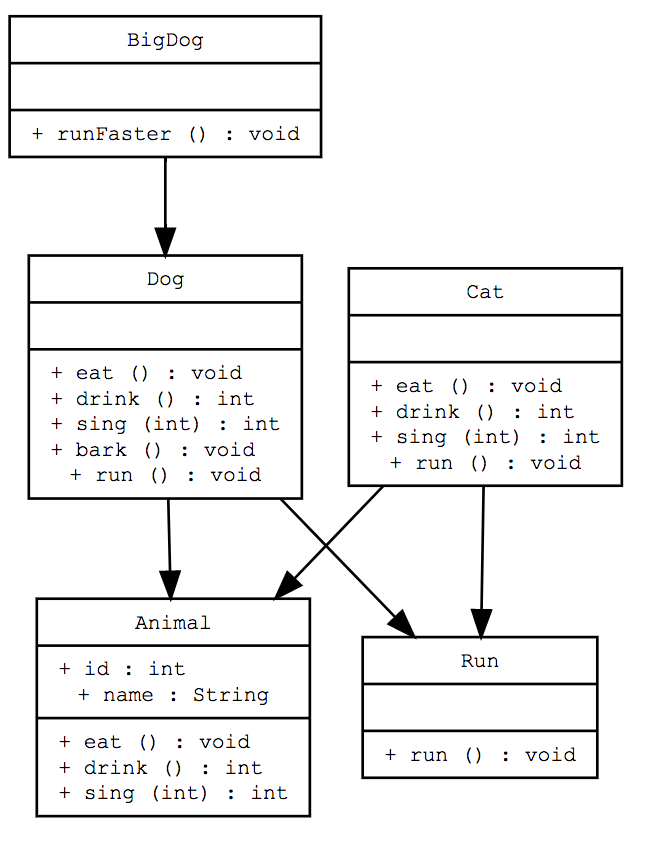 BigDog
+ runFaster () : void
Dog
+ eat () : void
+ drink () : int
+ sing (int) : int
+ bark () : void
+ run () : void
Cat
+ eat () : void
+ drink () : int
+ sing (int) : int
+ run () : void
Animal
+ id : int
+ name : String
+ eat () : void
+ drink () : int
+ sing (int) : int
Run
+ run () : void